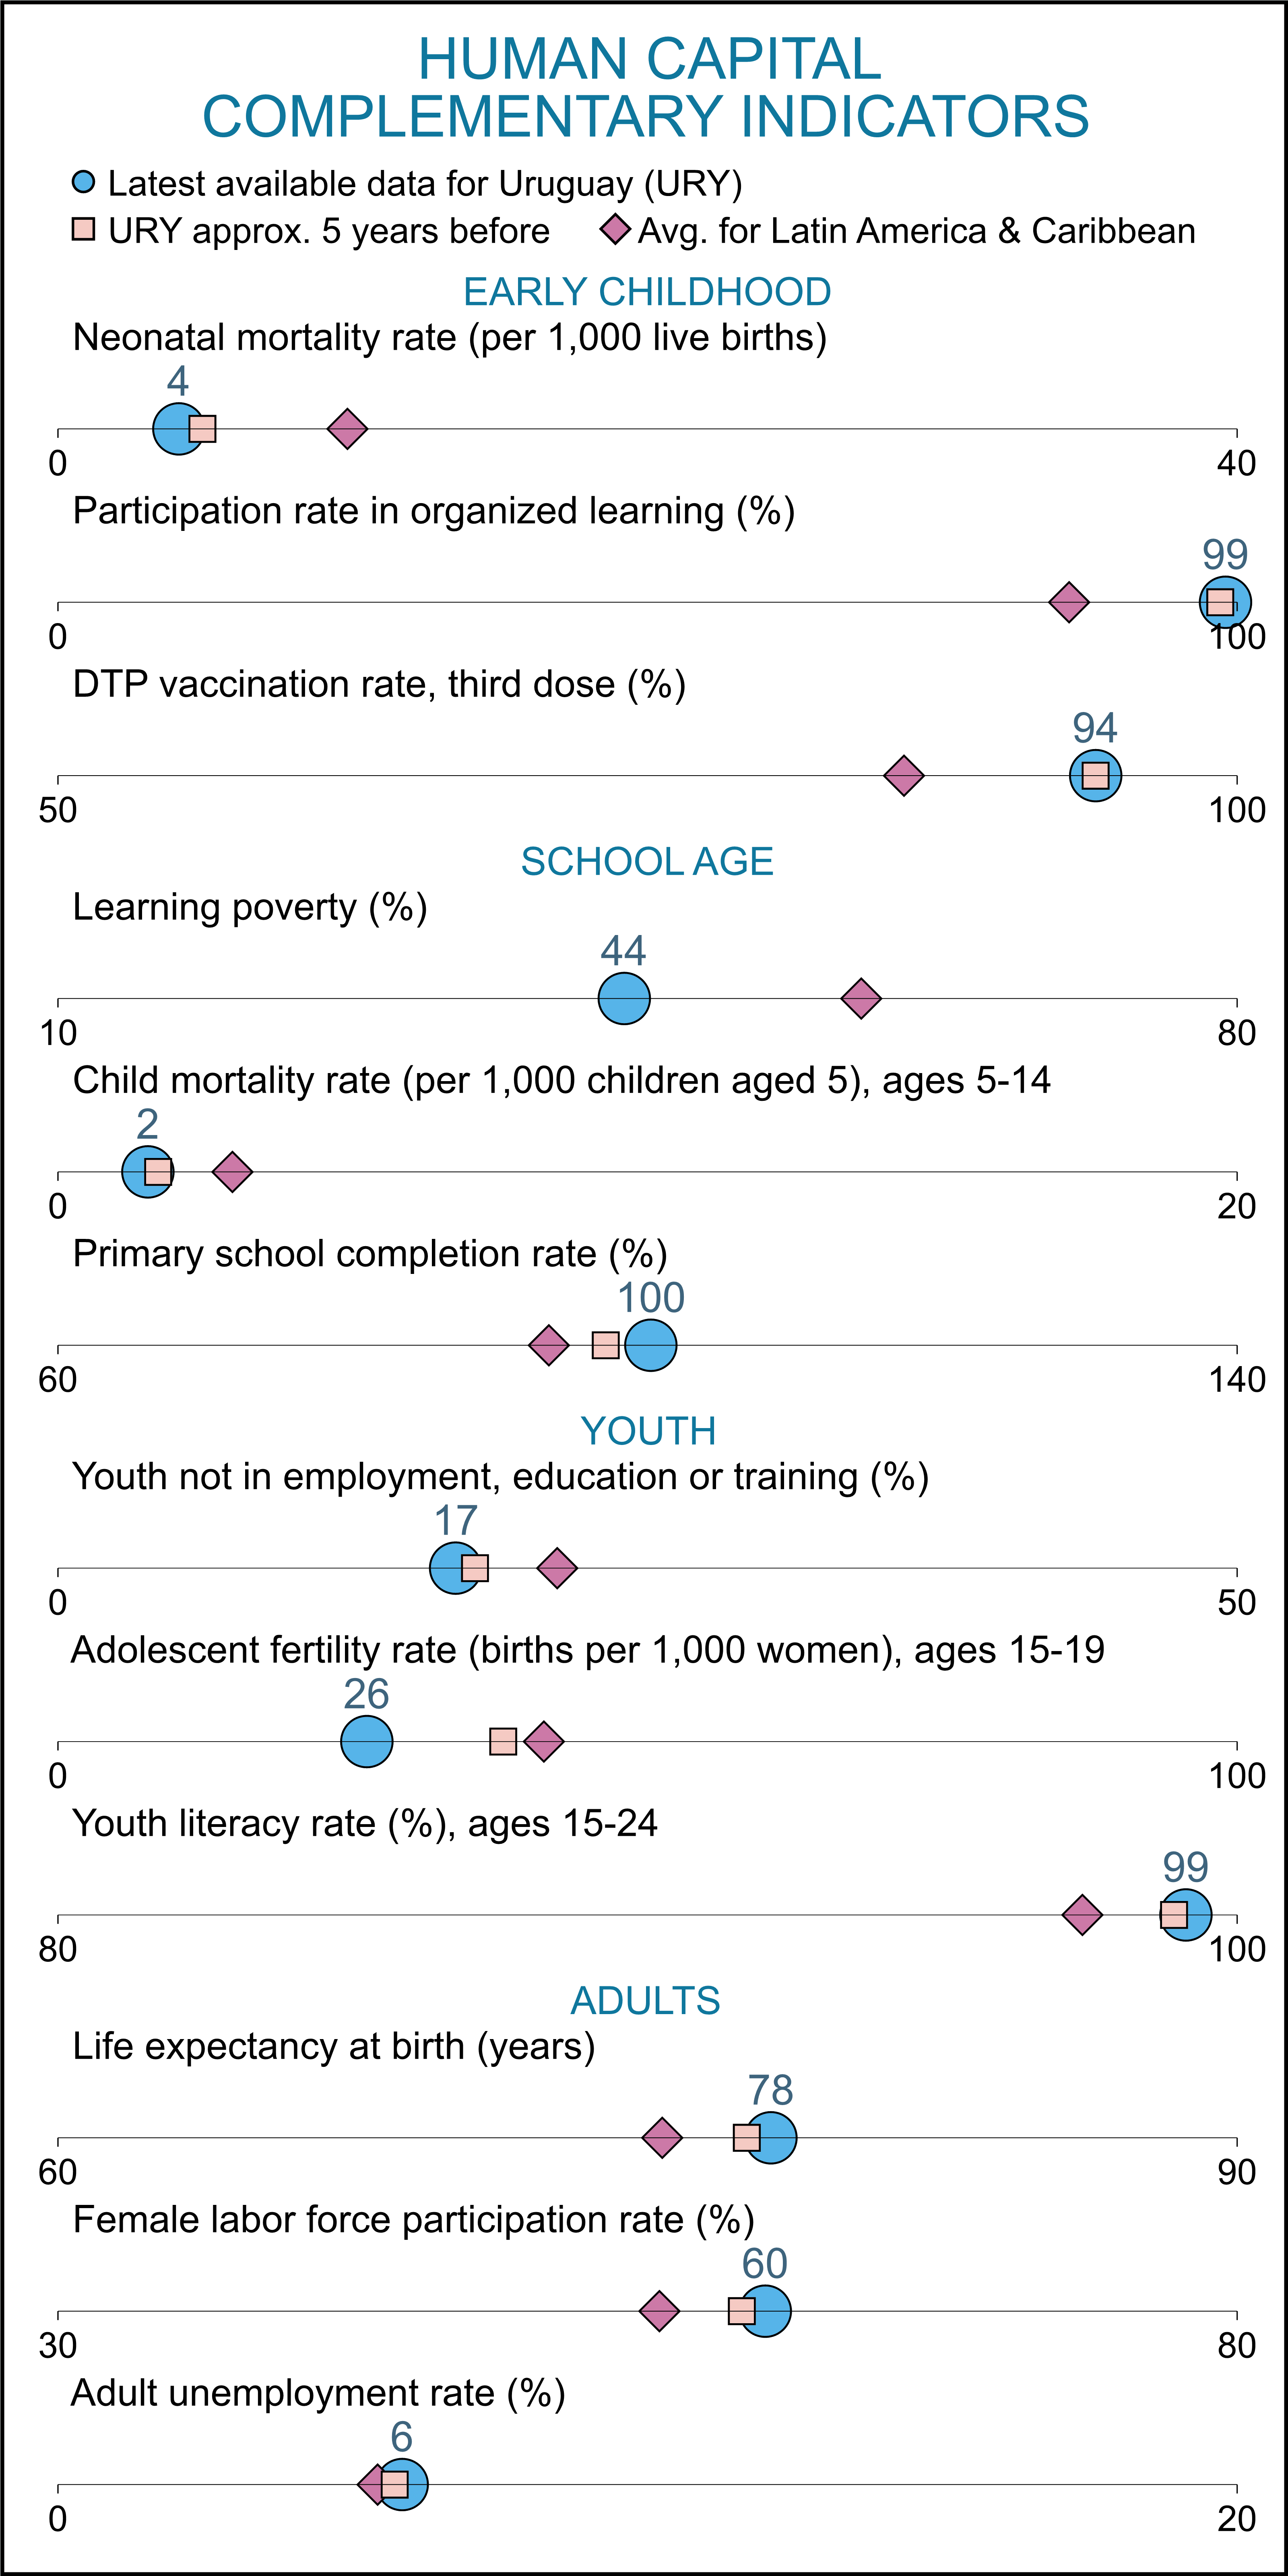 HUMAN CAPITAL
COMPLEMENTARY INDICATORS
Latest available data for Uruguay (URY)
URY approx. 5 years before
Avg. for Latin America & Caribbean
EARLY CHILDHOOD
Neonatal mortality rate (per 1,000 live births)
4
0
40
Participation rate in organized learning (%)
99
0
100
DTP vaccination rate, third dose (%)
94
50
100
SCHOOL AGE
Learning poverty (%)
44
10
80
Child mortality rate (per 1,000 children aged 5), ages 5-14
2
0
20
Primary school completion rate (%)
100
60
140
YOUTH
Youth not in employment, education or training (%)
17
0
50
Adolescent fertility rate (births per 1,000 women), ages 15-19
26
0
100
Youth literacy rate (%), ages 15-24
99
80
100
ADULTS
Life expectancy at birth (years)
78
60
90
Female labor force participation rate (%)
60
30
80
Adult unemployment rate (%)
6
0
20